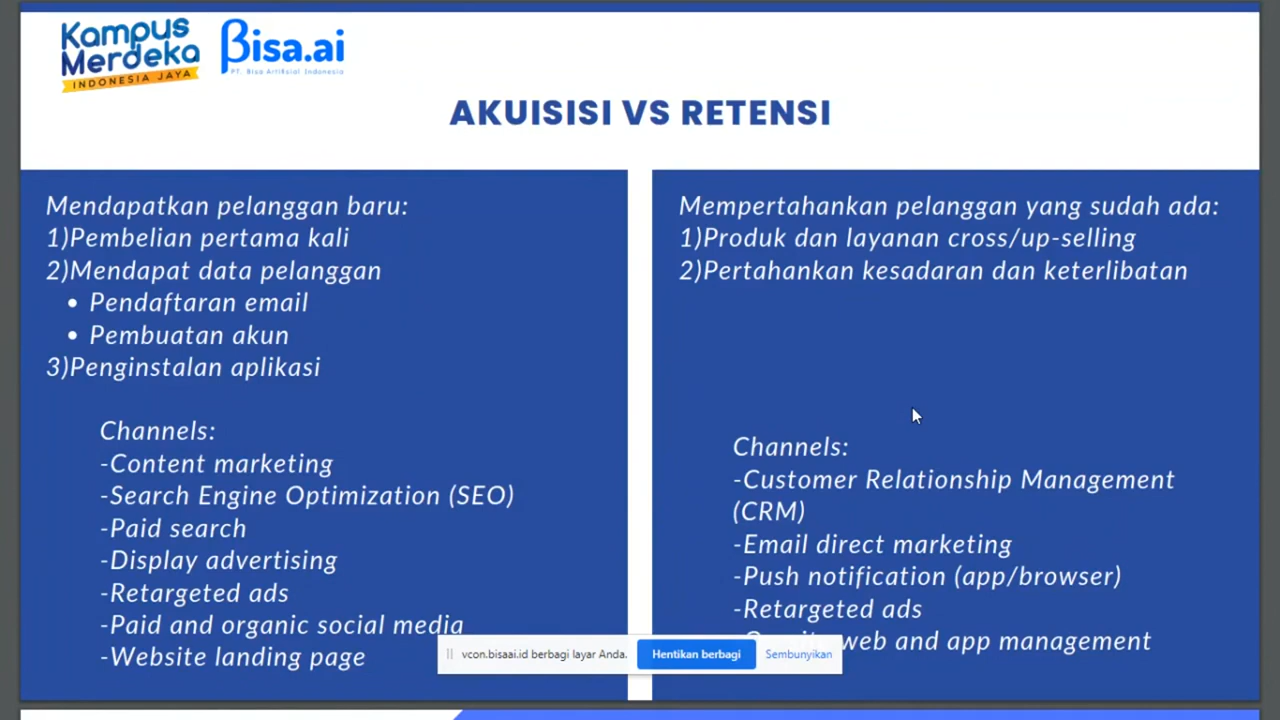 Kampus
Merdeka
INDONESIA JAYA
Bisa.ai
PT. Bisa Artifisial Indonesia
AKUISISI VS RETENSI
Mendapatkan pelanggan baru:
1)Pembelian pertama kali
2)Mendapat data pelanggan
• Pendaftaran email
• Pembuatan akun
3)Penginstalan aplikasi
Channels:
-Content marketing
-Search Engine Optimization (SEO)
-Paid search
-Display advertising
-Retargeted ads
-Paid and organic social media
-Website landing page
Mempertahankan pelanggan yang sudah ada:
1)Produk dan layanan cross/up-selling
2)Pertahankan kesadaran dan keterlibatan
Channels:
-Customer Relationship Management
(CRM)
-Email direct marketing
-Push notification (app/browser)
-Retargeted ads
web and app management
vcon.bisaai.id berbagi layar Anda.
Hentikan berbagi
Sembunyikan